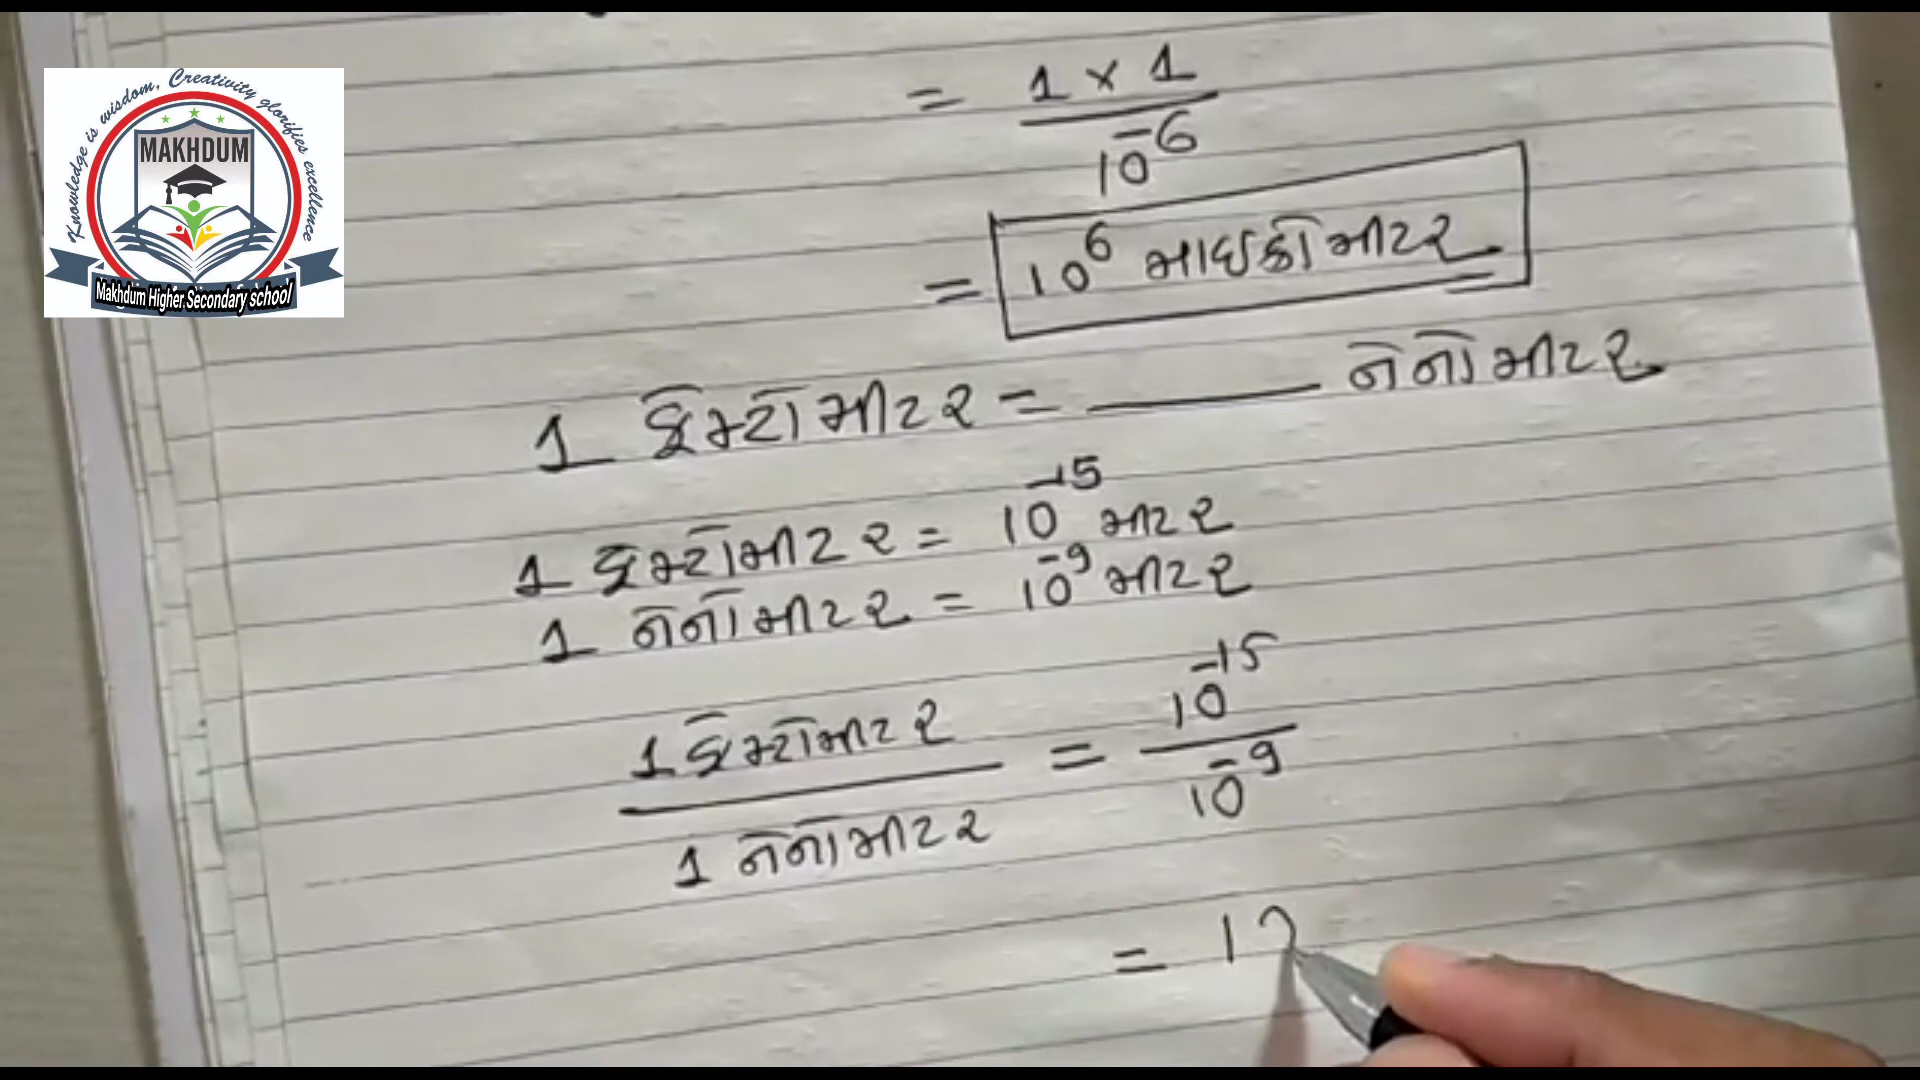 Knowledge is wisdom, Creativity glorifies excellence
MAKHDUM
Makhdum Higher Secondary school
= 1 × 1 / 10⁻⁶
= 10⁶ માઇક્રોમીટર
1 ફેમ્ટોમીટર = ______ નેનોમીટર
1 ફેમ્ટોમીટર = 10⁻¹⁵ મીટર
1 નેનોમીટર = 10⁻⁹ મીટર
1 ફેમ્ટોમીટર / 1 નેનોમીટર = 10⁻¹⁵ / 10⁻⁹
= 1